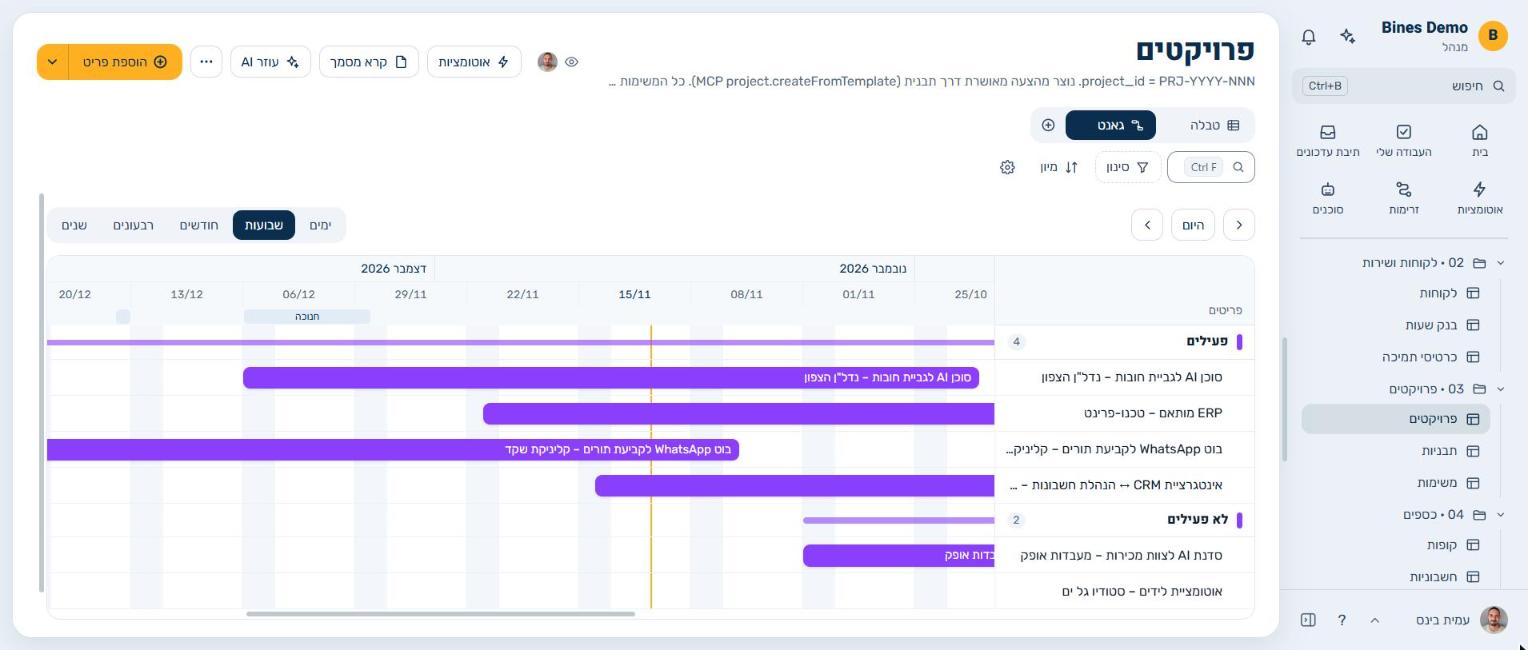 Bines Demo
מנהל
B
חיפוש
Ctrl+B
בית
העבודה שלי
תיבת עדכונים
אוטומציות
זרימות
סוכנים
02 • לקוחות ושירות
לקוחות
בנק שעות
כרטיסי תמיכה
03 • פרויקטים
פרויקטים
תבניות
משימות
04 • כספים
קופות
חשבוניות
עמית בינס
?
פרויקטים
project_id = PRJ-YYYY-NNN. נוצר מהצעה מאושרת דרך תבנית (MCP project.createFromTemplate). כל המשימות ...
אוטומציות
קרא מסמך
עוזר AI
...
הוספת פריט
טבלה
גאנט
Ctrl F
סינון
מיון
היום
ימים
שבועות
חודשים
רבעונים
שנים
נובמבר 2026
דצמבר 2026
פריטים
25/10
01/11
08/11
15/11
22/11
29/11
06/12
13/12
20/12
חנוכה
פעילים
4
סוכן AI לגביית חובות – נדל"ן הצפון
סוכן AI לגביית חובות – נדל"ן הצפון
ERP מותאם – טכנו-פרינט
בוט WhatsApp לקביעת תורים – קליניק...
בוט WhatsApp לקביעת תורים – קליניקת שקד
אינטגרציית CRM ↔ הנהלת חשבונות – ...
לא פעילים
2
סדנת AI לצוות מכירות – מעבדות אופק
בדות אופק
אוטומציית לידים – סטודיו גל ים